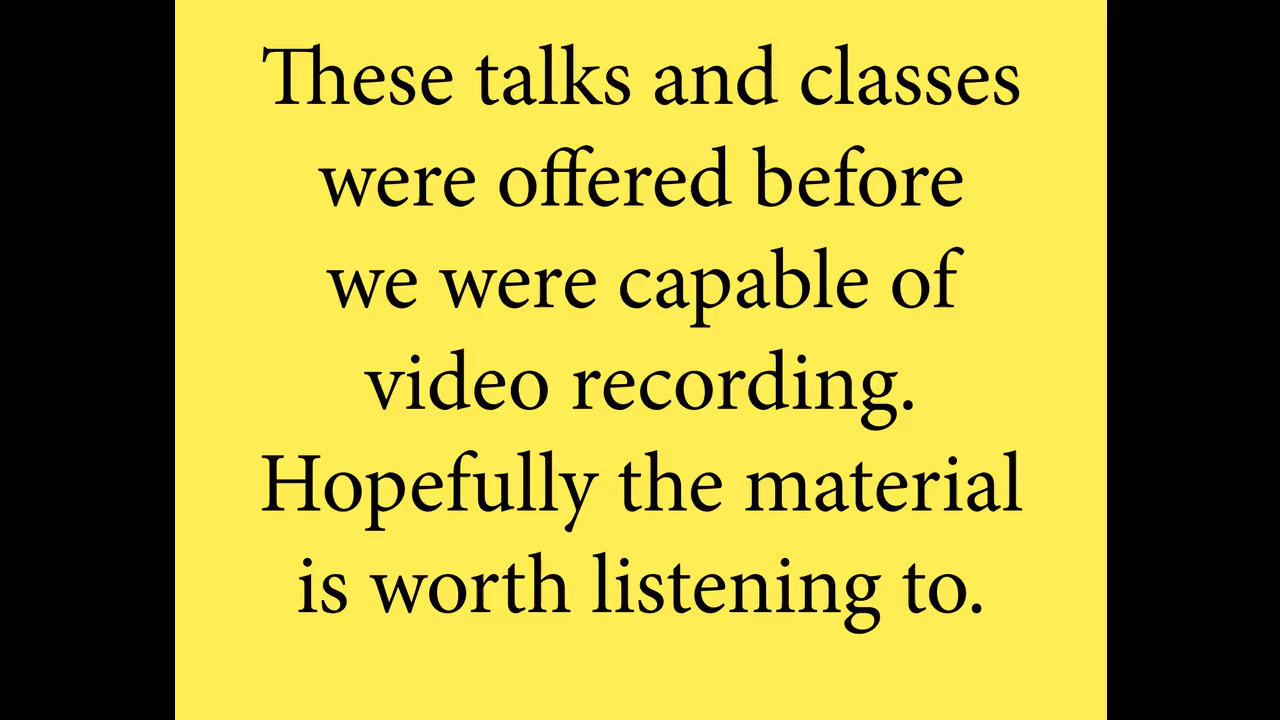 These talks and classes
were offered before
we were capable of
video recording.
Hopefully the material
is worth listening to.